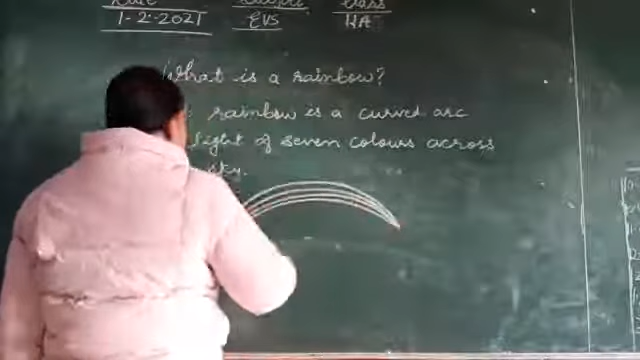 Date Subject Class
1-2-2021 EVS KA
What is a rainbow?
rainbow is a curved arc
light of seven colours across
sky.